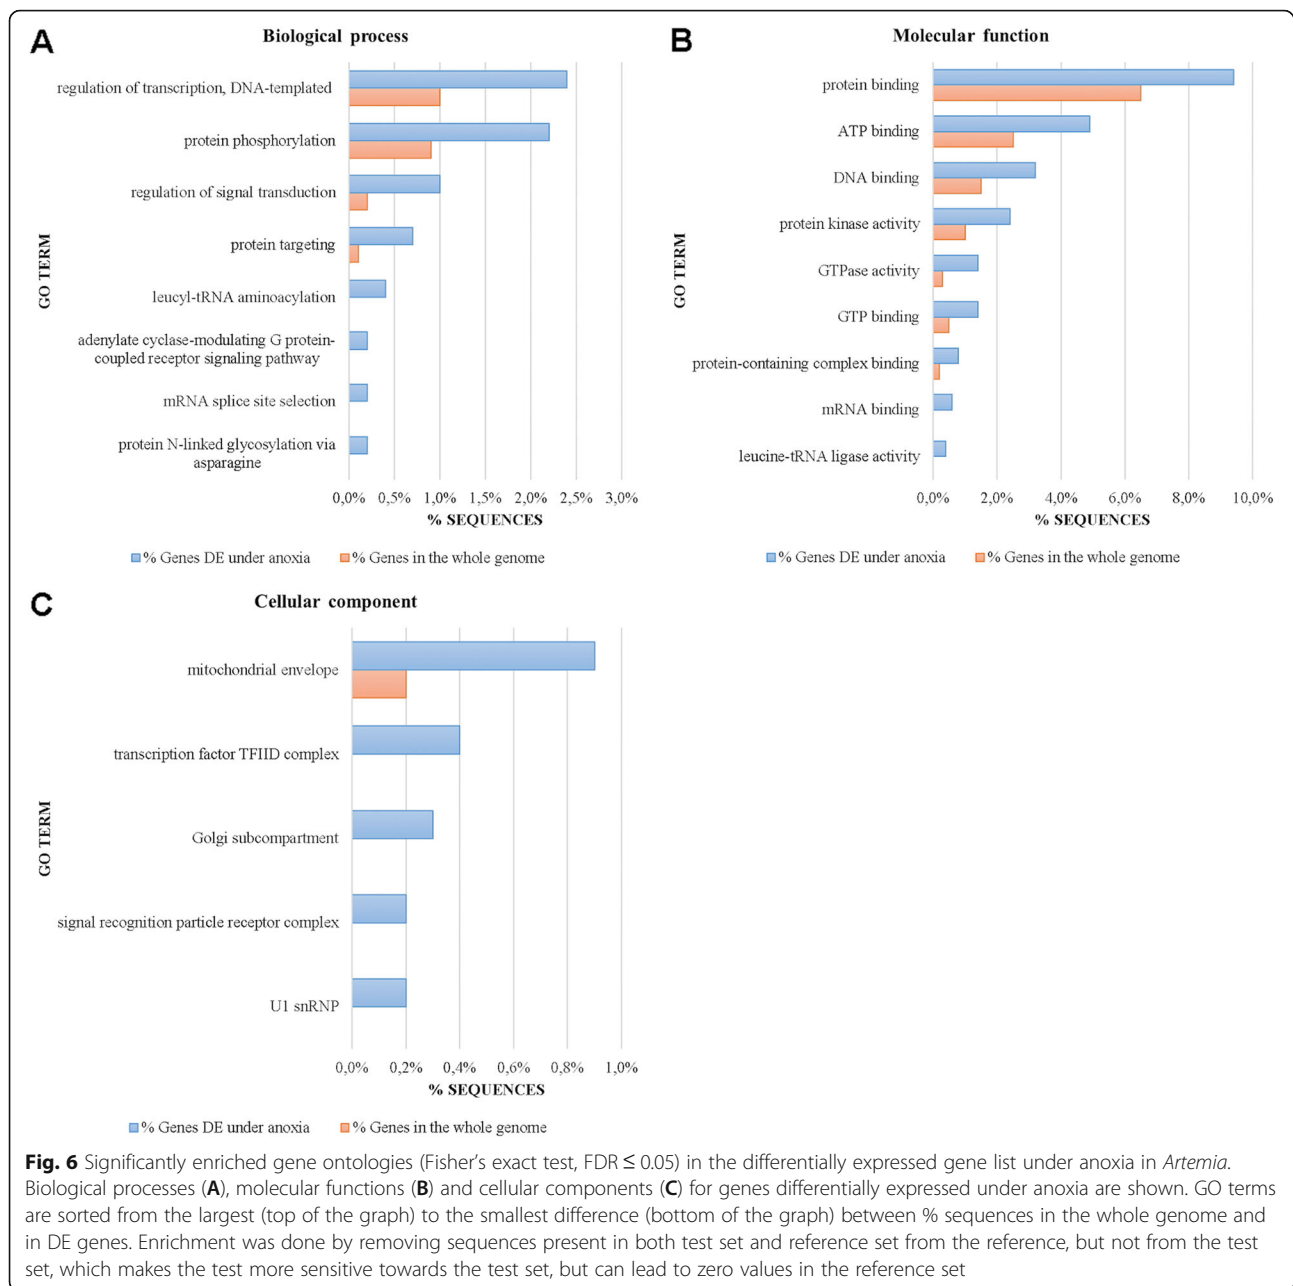 A
Biological process
GO TERM
regulation of transcription, DNA-templated
protein phosphorylation
regulation of signal transduction
protein targeting
leucyl-tRNA aminoacylation
adenylate cyclase-modulating G protein-
coupled receptor signaling pathway
mRNA splice site selection
protein N-linked glycosylation via
asparagine
0,0% 0,5% 1,0% 1,5% 2,0% 2,5% 3,0%
% SEQUENCES
% Genes DE under anoxia % Genes in the whole genome
B
Molecular function
GO TERM
protein binding
ATP binding
DNA binding
protein kinase activity
GTPase activity
GTP binding
protein-containing complex binding
mRNA binding
leucine-tRNA ligase activity
0,0% 2,0% 4,0% 6,0% 8,0% 10,0%
% SEQUENCES
% Genes DE under anoxia % Genes in the whole genome
C
Cellular component
GO TERM
mitochondrial envelope
transcription factor TFIID complex
Golgi subcompartment
signal recognition particle receptor complex
U1 snRNP
0,0% 0,2% 0,4% 0,6% 0,8% 1,0%
% SEQUENCES
% Genes DE under anoxia % Genes in the whole genome
Fig. 6 Significantly enriched gene ontologies (Fisher's exact test, FDR ≤ 0.05) in the differentially expressed gene list under anoxia in Artemia.
Biological processes (A), molecular functions (B) and cellular components (C) for genes differentially expressed under anoxia are shown. GO terms
are sorted from the largest (top of the graph) to the smallest difference (bottom of the graph) between % sequences in the whole genome and
in DE genes. Enrichment was done by removing sequences present in both test set and reference set from the reference, but not from the test
set, which makes the test more sensitive towards the test set, but can lead to zero values in the reference set